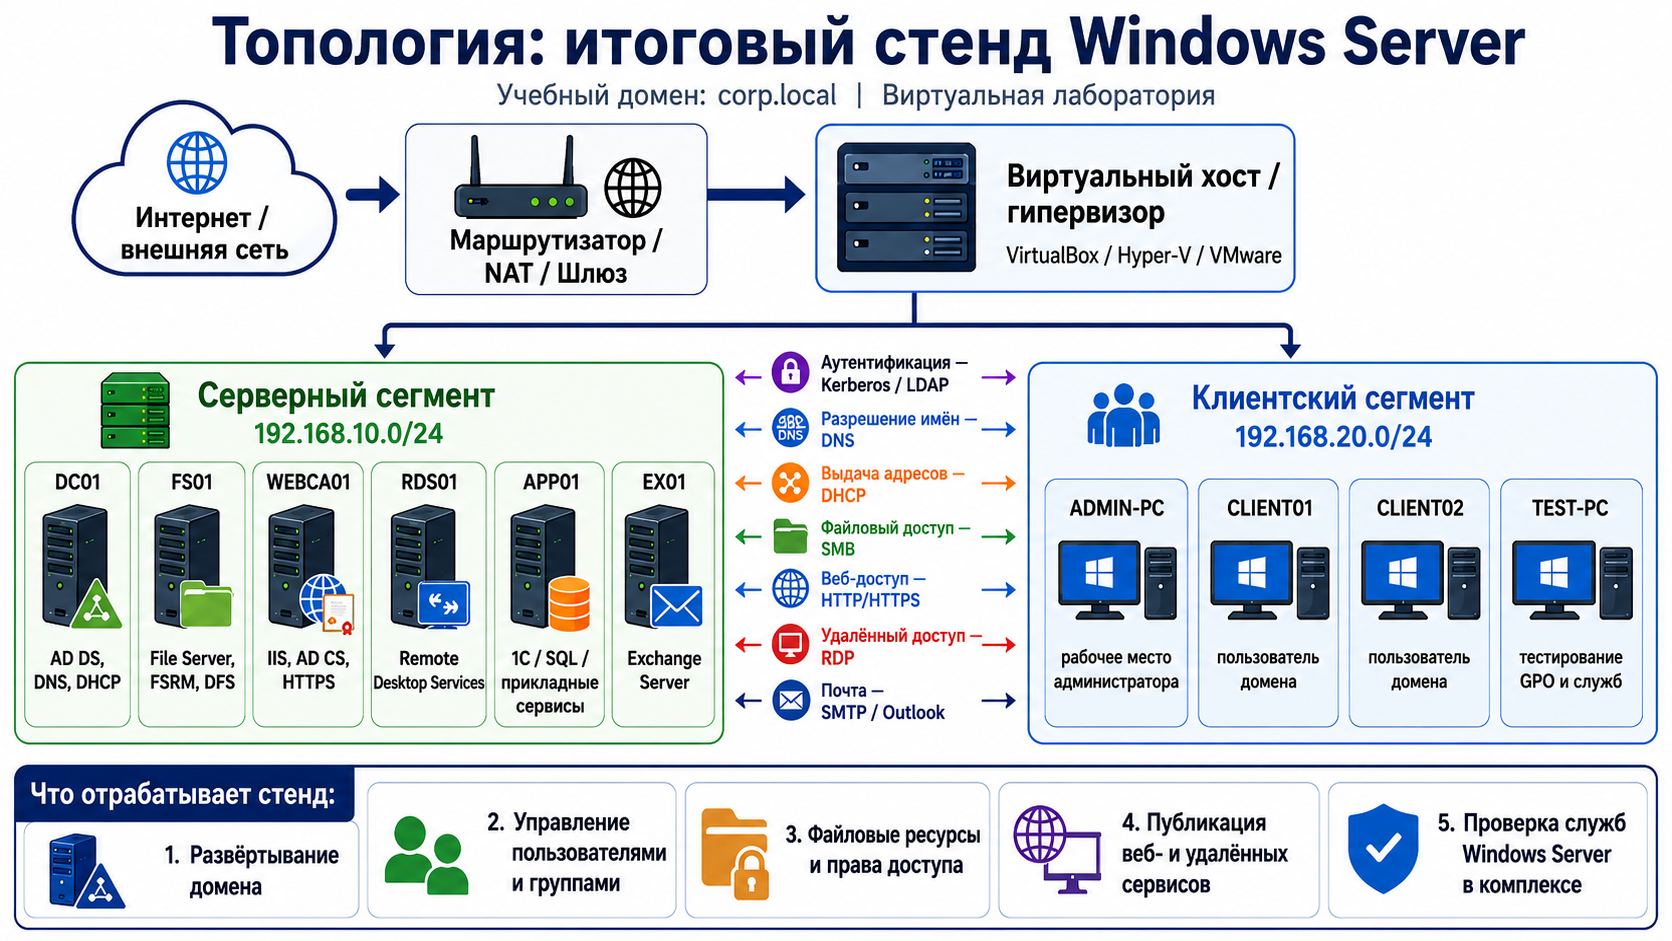 Топология: итоговый стенд Windows Server
Учебный домен: corp.local | Виртуальная лаборатория
Интернет /
внешняя сеть
Маршрутизатор /
NAT / Шлюз
Виртуальный хост /
гипервизор
VirtualBox / Hyper-V / VMware
Серверный сегмент
192.168.10.0/24
DC01
AD DS,
DNS, DHCP
FS01
File Server,
FSRM, DFS
WEBCA01
IIS, AD CS,
HTTPS
RDS01
Remote
Desktop Services
APP01
1C / SQL /
прикладные
сервисы
EX01
Exchange
Server
Аутентификация —
Kerberos / LDAP
DNS
Разрешение имён —
DNS
Выдача адресов —
DHCP
Файловый доступ —
SMB
Веб-доступ —
HTTP/HTTPS
Удалённый доступ —
RDP
Почта —
SMTP / Outlook
Клиентский сегмент
192.168.20.0/24
ADMIN-PC
рабочее место
администратора
CLIENT01
пользователь
домена
CLIENT02
пользователь
домена
TEST-PC
тестирование
GPO и служб
Что отрабатывает стенд:
1. Развёртывание
домена
2. Управление
пользователями
и группами
3. Файловые ресурсы
и права доступа
4. Публикация
веб- и удалённых
сервисов
5. Проверка служб
Windows Server
в комплексе